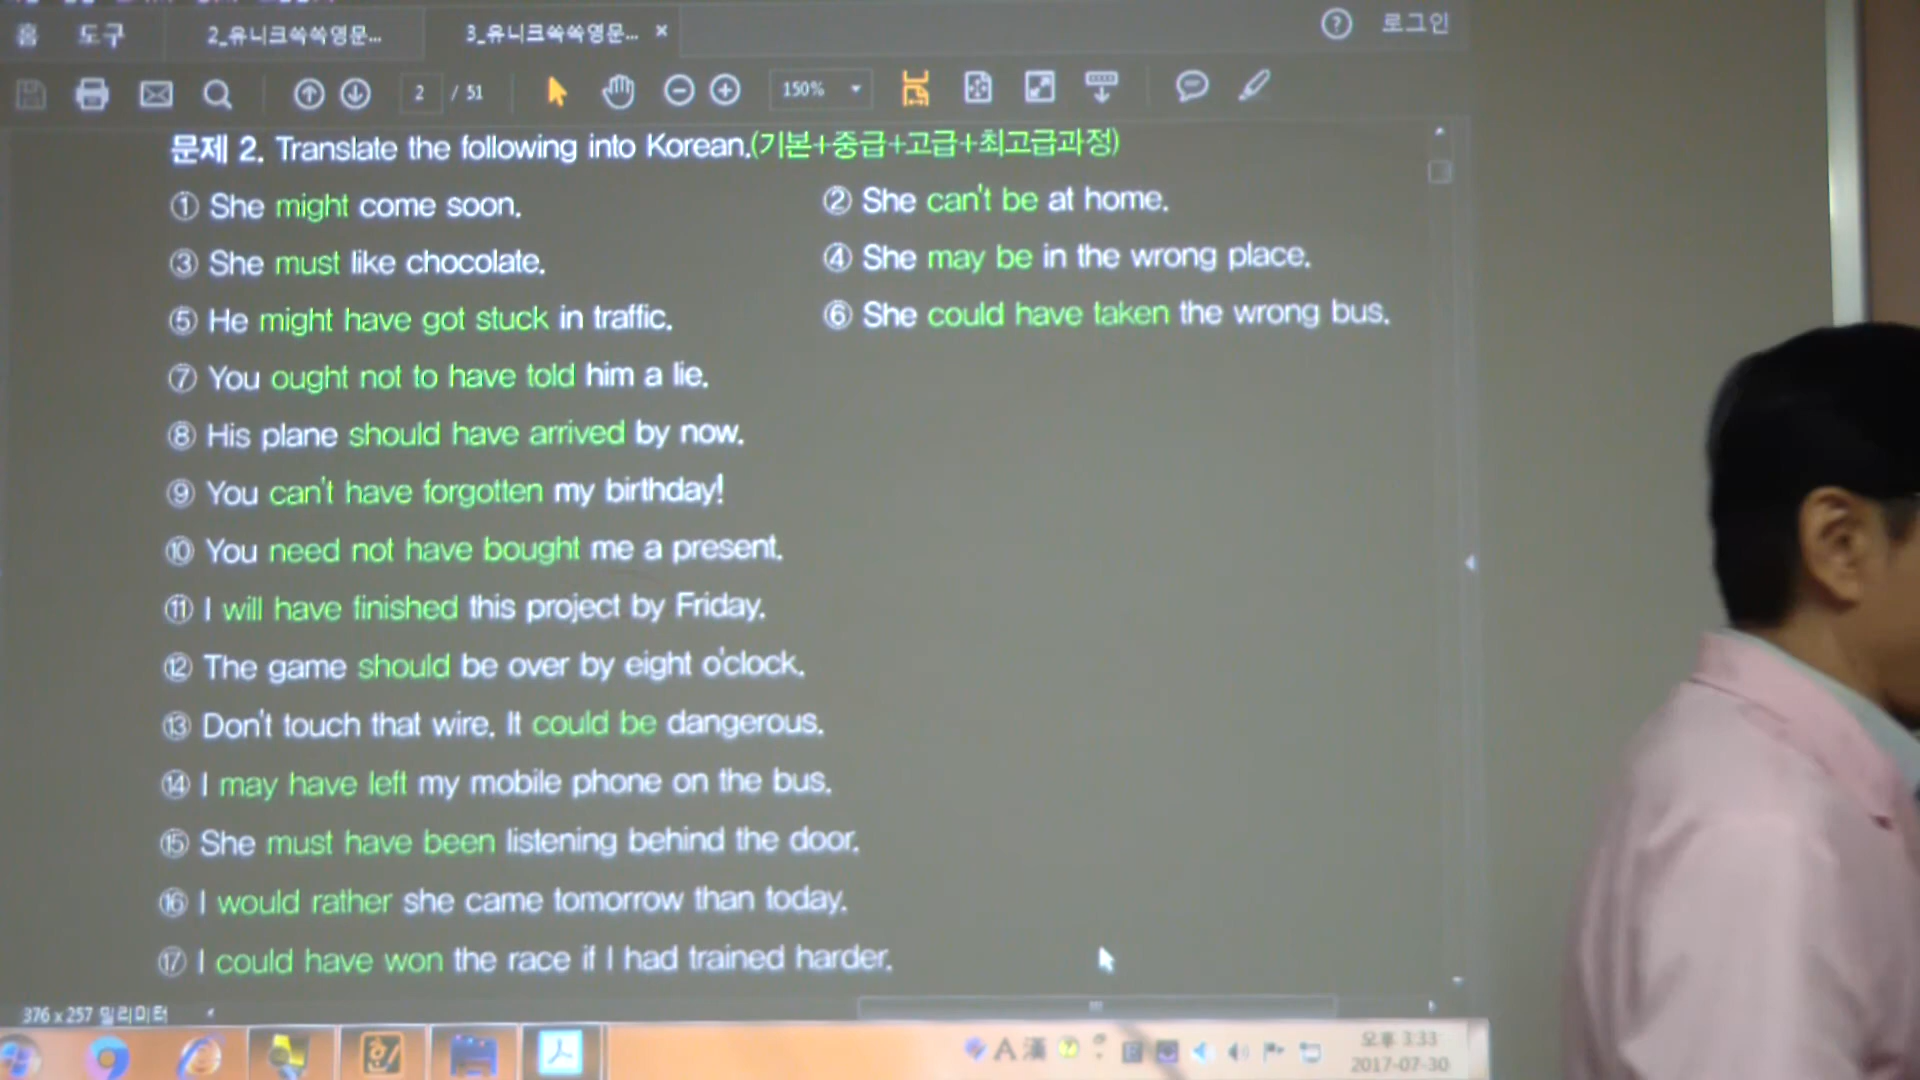 홈 도구 2_유니크쏙쏙영문... 3_유니크쏙쏙영문... × ? 로그인
2 / 51 150%
문제 2. Translate the following into Korean.(기본+중급+고급+최고급과정)
① She might come soon. ② She can't be at home.
③ She must like chocolate. ④ She may be in the wrong place.
⑤ He might have got stuck in traffic. ⑥ She could have taken the wrong bus.
⑦ You ought not to have told him a lie.
⑧ His plane should have arrived by now.
⑨ You can't have forgotten my birthday!
⑩ You need not have bought me a present.
⑪ I will have finished this project by Friday.
⑫ The game should be over by eight o'clock.
⑬ Don't touch that wire. It could be dangerous.
⑭ I may have left my mobile phone on the bus.
⑮ She must have been listening behind the door.
⑯ I would rather she came tomorrow than today.
⑰ I could have won the race if I had trained harder.
376 x 257 밀리미터
A 漢 ? 오후 3:33
2017-07-30